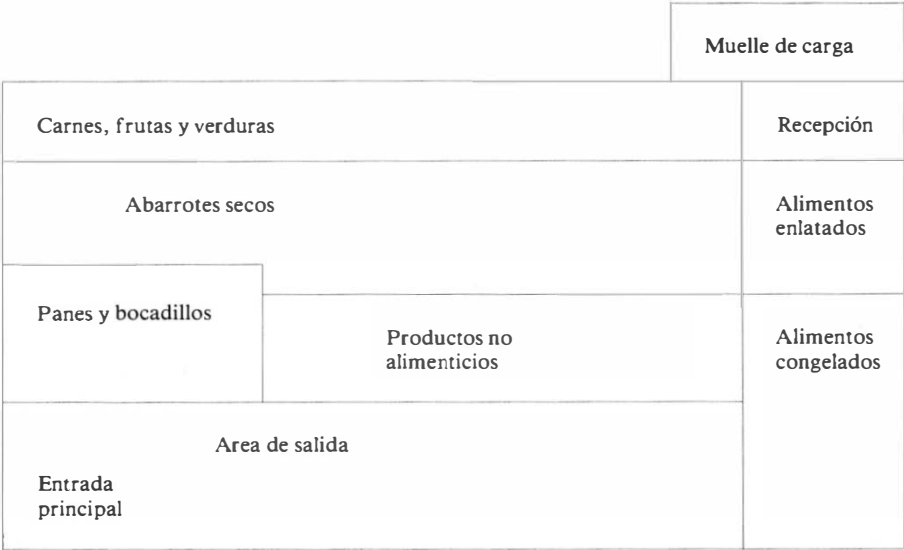 Muelle de carga
Carnes, frutas y verduras
Recepción
Abarrotes secos
Alimentos
enlatados
Panes y bocadillos
Productos no
alimenticios
Alimentos
congelados
Area de salida
Entrada
principal